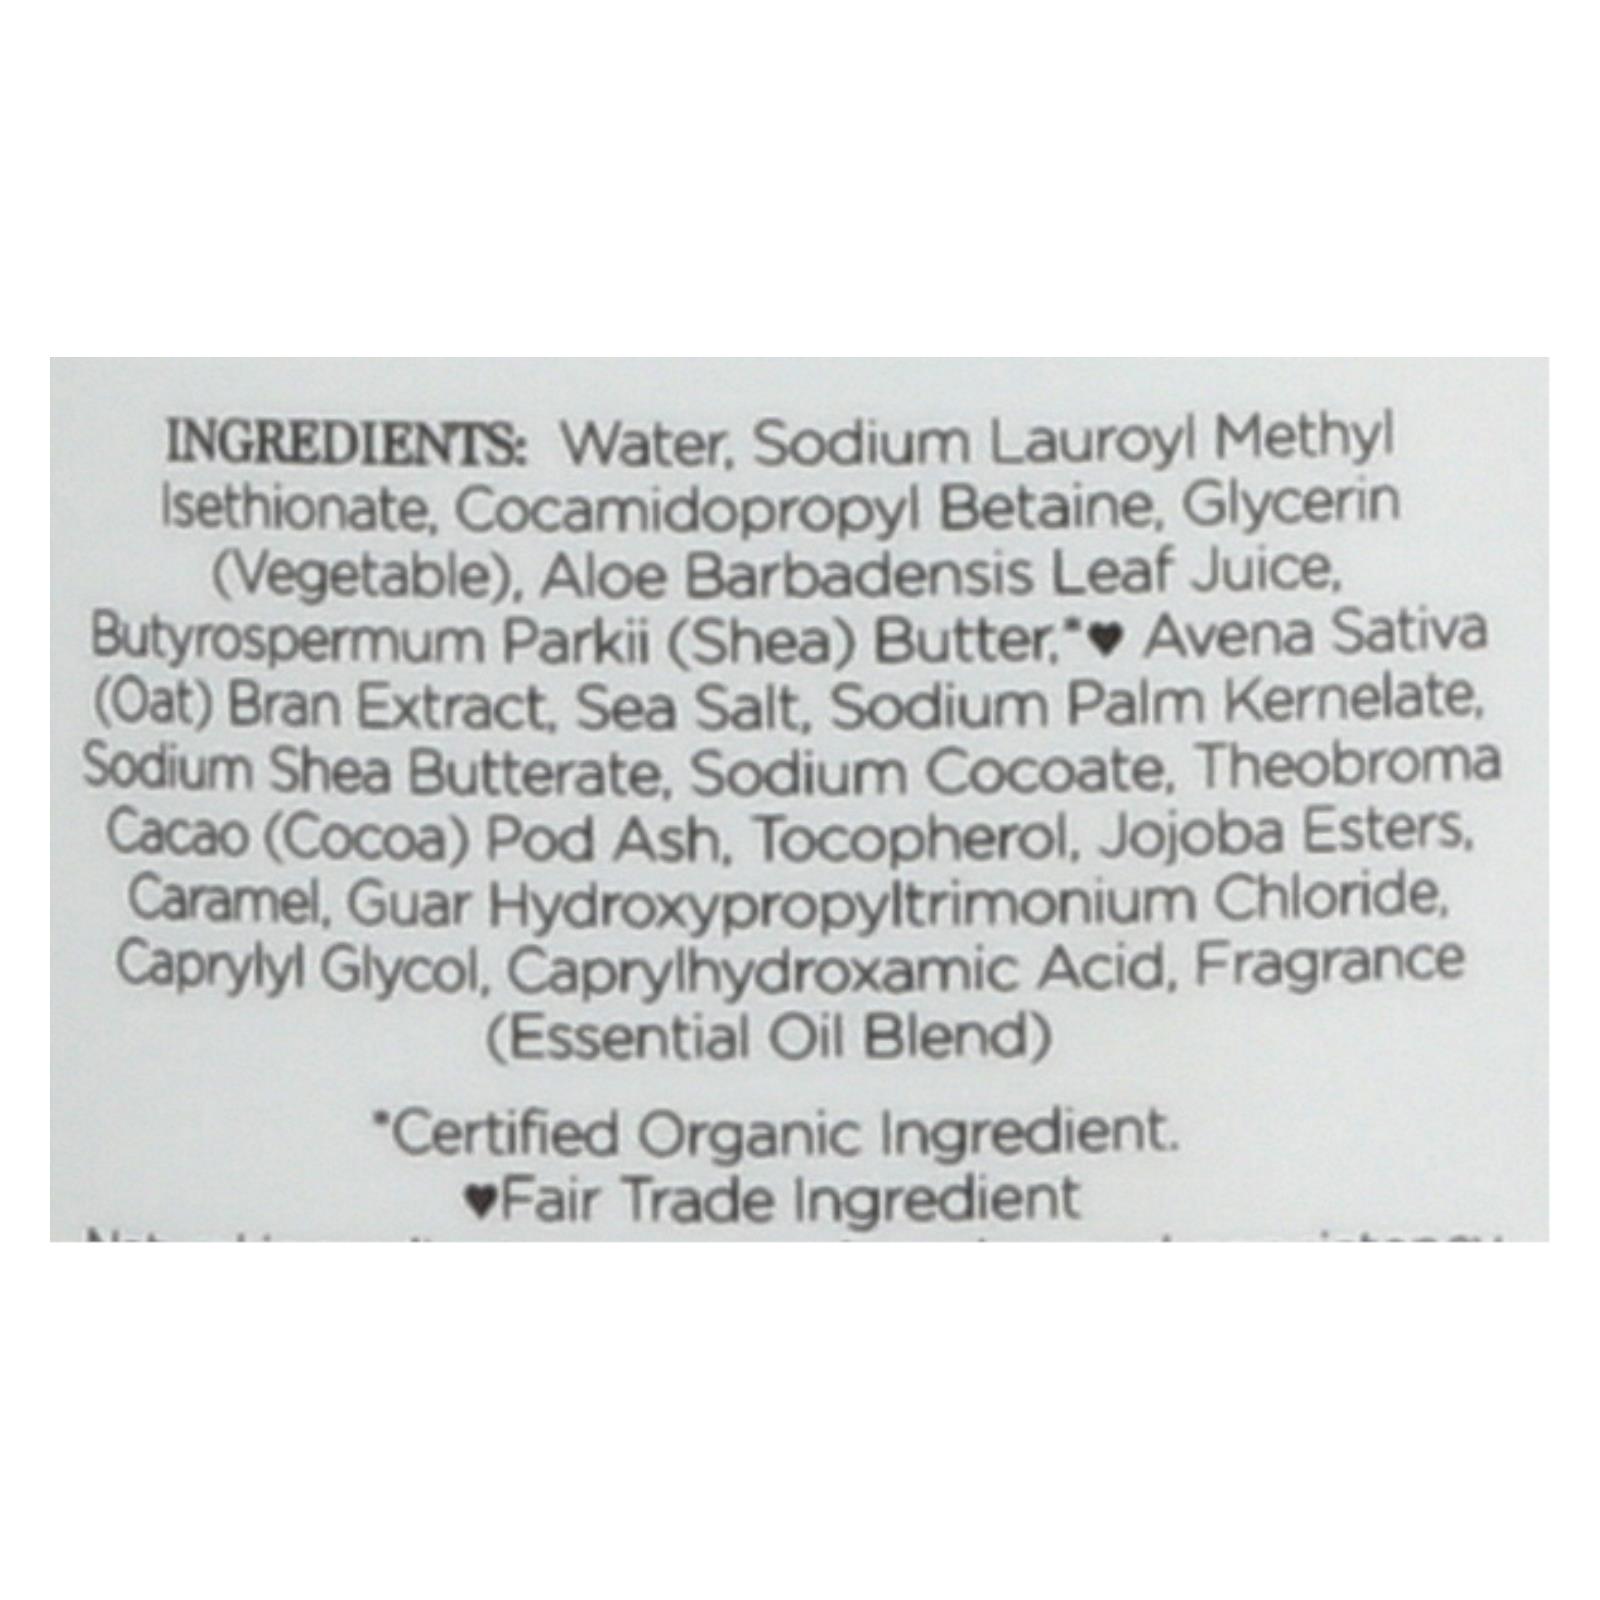 INGREDIENTS: Water, Sodium Lauroyl Methyl
Isethionate, Cocamidopropyl Betaine, Glycerin
(Vegetable), Aloe Barbadensis Leaf Juice,
Butyrospermum Parkii (Shea) Butter,*♥ Avena Sativa
(Oat) Bran Extract, Sea Salt, Sodium Palm Kernelate,
Sodium Shea Butterate, Sodium Cocoate, Theobroma
Cacao (Cocoa) Pod Ash, Tocopherol, Jojoba Esters,
Caramel, Guar Hydroxypropyltrimonium Chloride,
Caprylyl Glycol, Caprylhydroxamic Acid, Fragrance
(Essential Oil Blend)
*Certified Organic Ingredient.
♥Fair Trade Ingredient